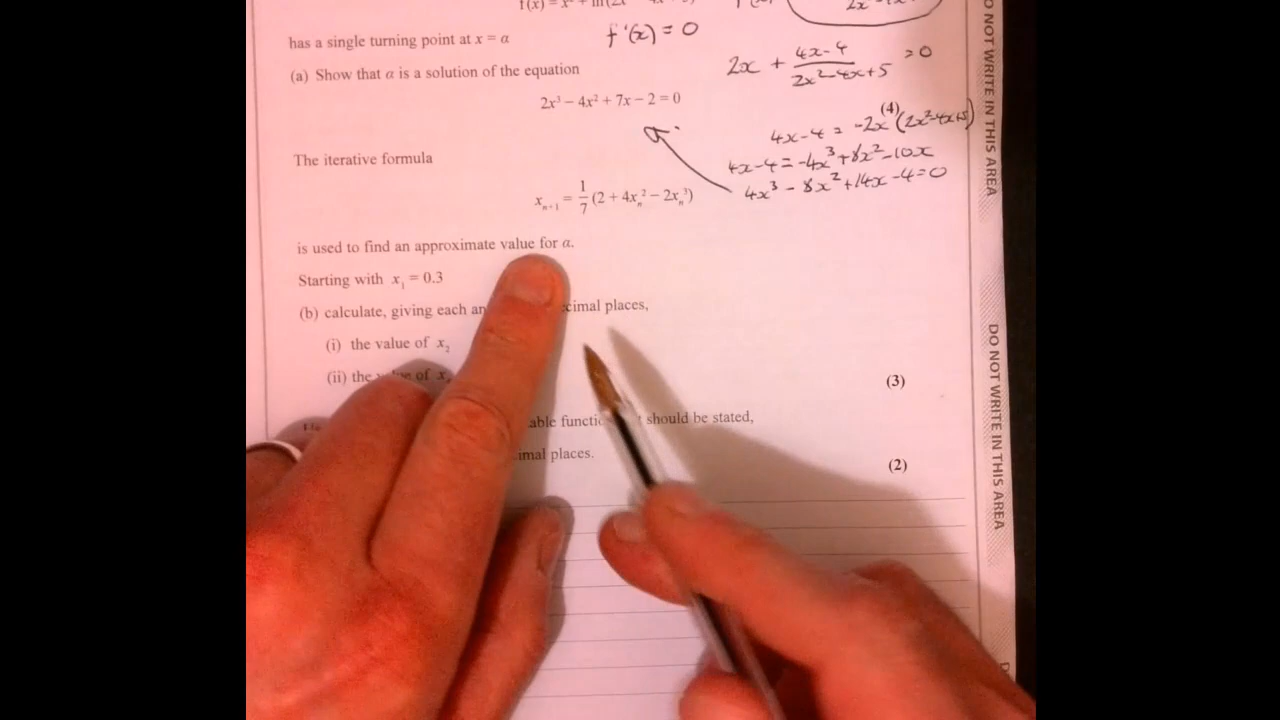 has a single turning point at x = α
f'(x) = 0
(a) Show that α is a solution of the equation
2x + 4x-4 / 2x²-4x+5 = 0
2x³ – 4x² + 7x – 2 = 0
(4)
4x-4 = -2x (2x²-4x+5)
4x-4 = -4x³+8x²-10x
4x³ - 8x² + 14x - 4 = 0
The iterative formula
xₙ₊₁ = 1/7 (2 + 4xₙ² – 2xₙ³)
is used to find an approximate value for α.
Starting with x₁ = 0.3
(b) calculate, giving each decimal places,
(i) the value of x₂
(ii) the of x
(3)
should be stated,
places.
(2)
DO NOT WRITE IN THIS AREA
DO NOT WRITE IN THIS AREA